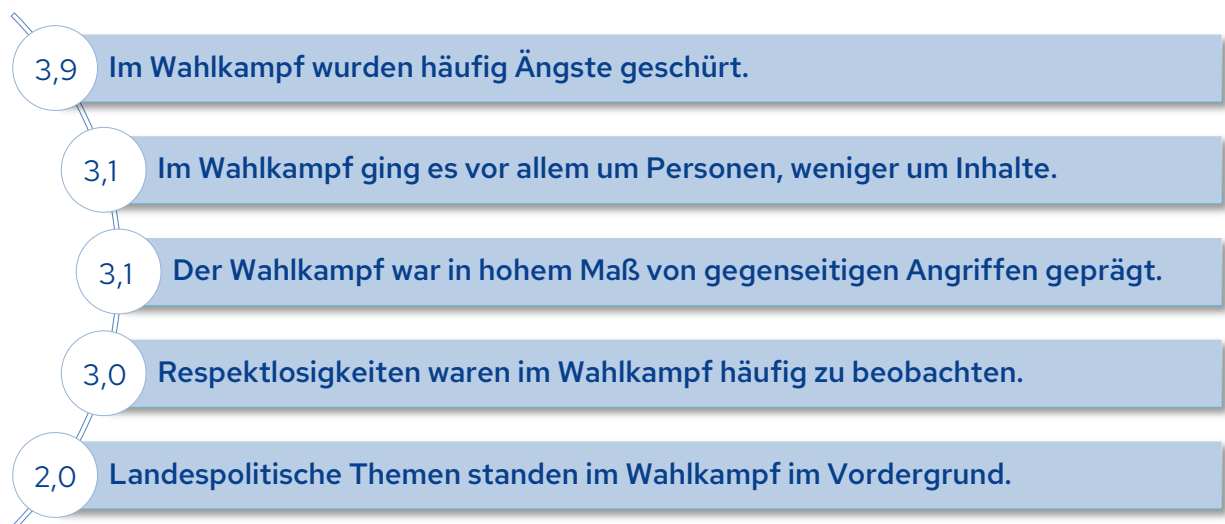 3,9 Im Wahlkampf wurden häufig Ängste geschürt.
3,1 Im Wahlkampf ging es vor allem um Personen, weniger um Inhalte.
3,1 Der Wahlkampf war in hohem Maß von gegenseitigen Angriffen geprägt.
3,0 Respektlosigkeiten waren im Wahlkampf häufig zu beobachten.
2,0 Landespolitische Themen standen im Wahlkampf im Vordergrund.